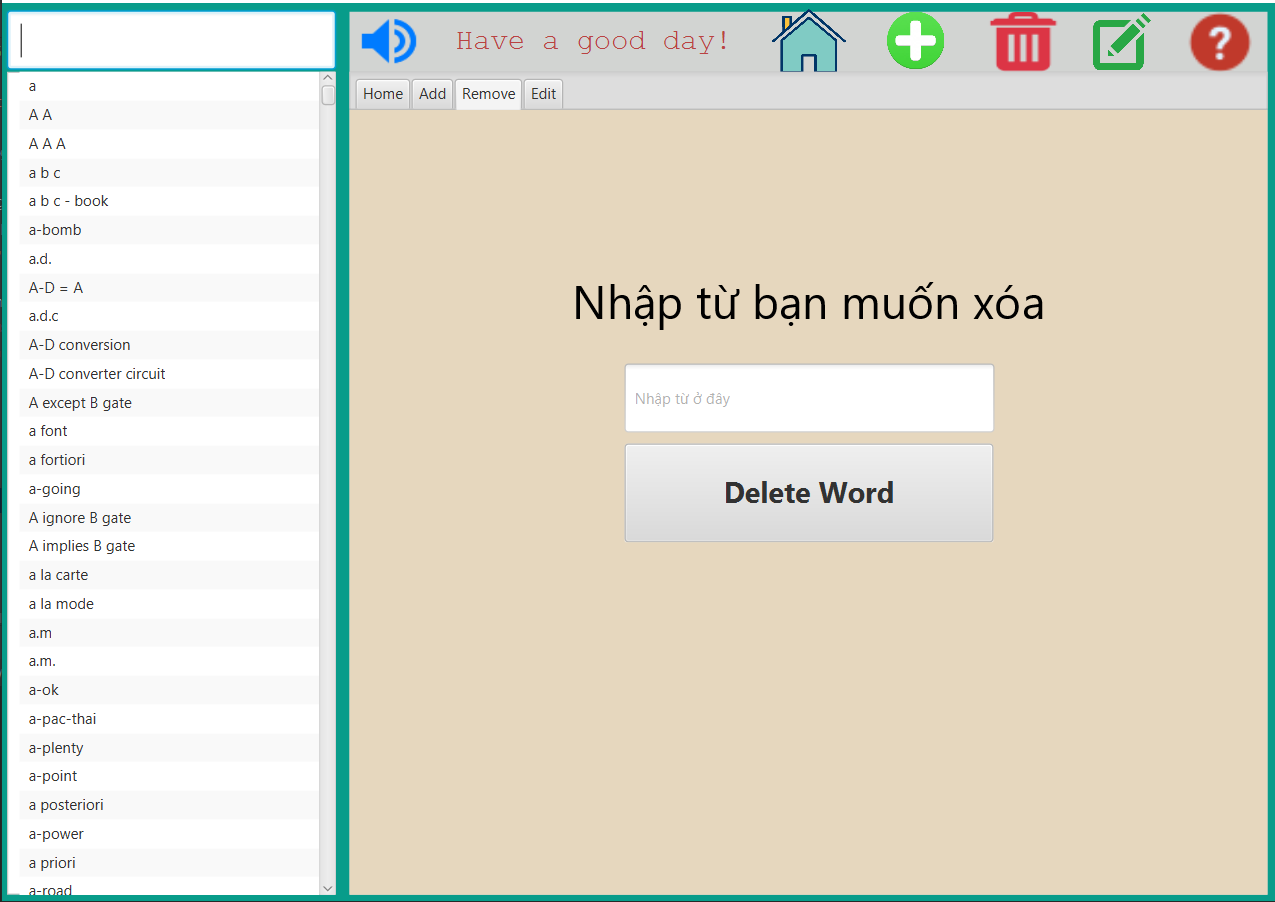 Have a good day!
?
Home Add Remove Edit
a
A A
A A A
a b c
a b c - book
a-bomb
a.d.
A-D = A
a.d.c
A-D conversion
A-D converter circuit
A except B gate
a font
a fortiori
a-going
A ignore B gate
A implies B gate
a la carte
a la mode
a.m
a.m.
a-ok
a-pac-thai
a-plenty
a-point
a posteriori
a-power
a priori
a-road
Nhập từ bạn muốn xóa
Nhập từ ở đây
Delete Word